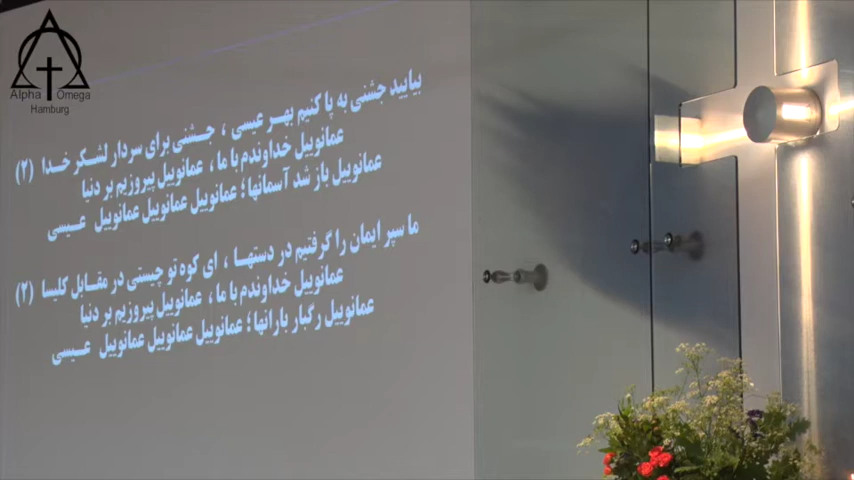 Alpha Omega
Hamburg
بیایید جشنی به پا کنیم بهر عیسی ، جشنی برای سردار لشکر خدا (۲)
عمانوییل خداوندم با ما ، عمانوییل پیروزیم بر دنیا
عمانوییل باز شد آسمانها؛ عمانوییل عمانوییل عمانوییل عیسی
ما سپر ایمان را گرفتیم در دستها ، ای کوه تو چیستی در مقابل کلیسا (۲)
عمانوییل خداوندم با ما ، عمانوییل پیروزیم بر دنیا
عمانوییل رگبار بارانها؛ عمانوییل عمانوییل عمانوییل عیسی